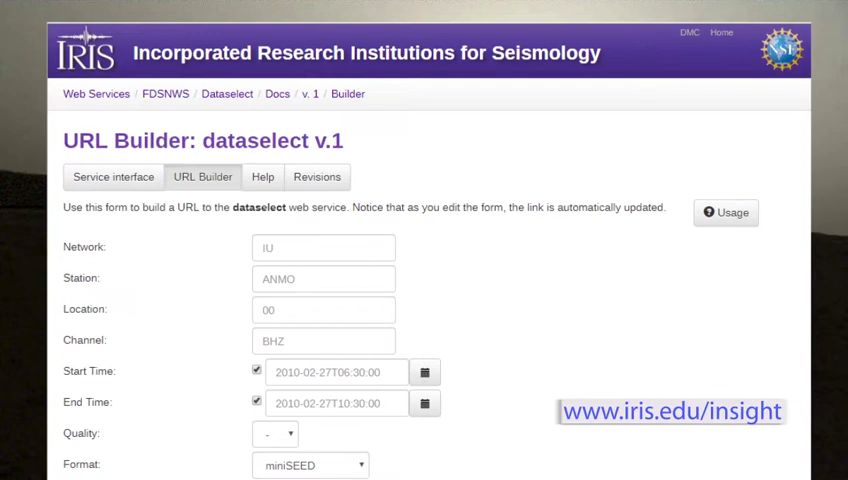 DMC Home
IRIS Incorporated Research Institutions for Seismology NSF
Web Services / FDSNWS / Dataselect / Docs / v. 1 / Builder
URL Builder: dataselect v.1
Service interface URL Builder Help Revisions
Use this form to build a URL to the dataselect web service. Notice that as you edit the form, the link is automatically updated.
Usage
Network: IU
Station: ANMO
Location: 00
Channel: BHZ
Start Time: 2010-02-27T06:30:00
End Time: 2010-02-27T10:30:00
www.iris.edu/insight
Quality: -
Format: miniSEED